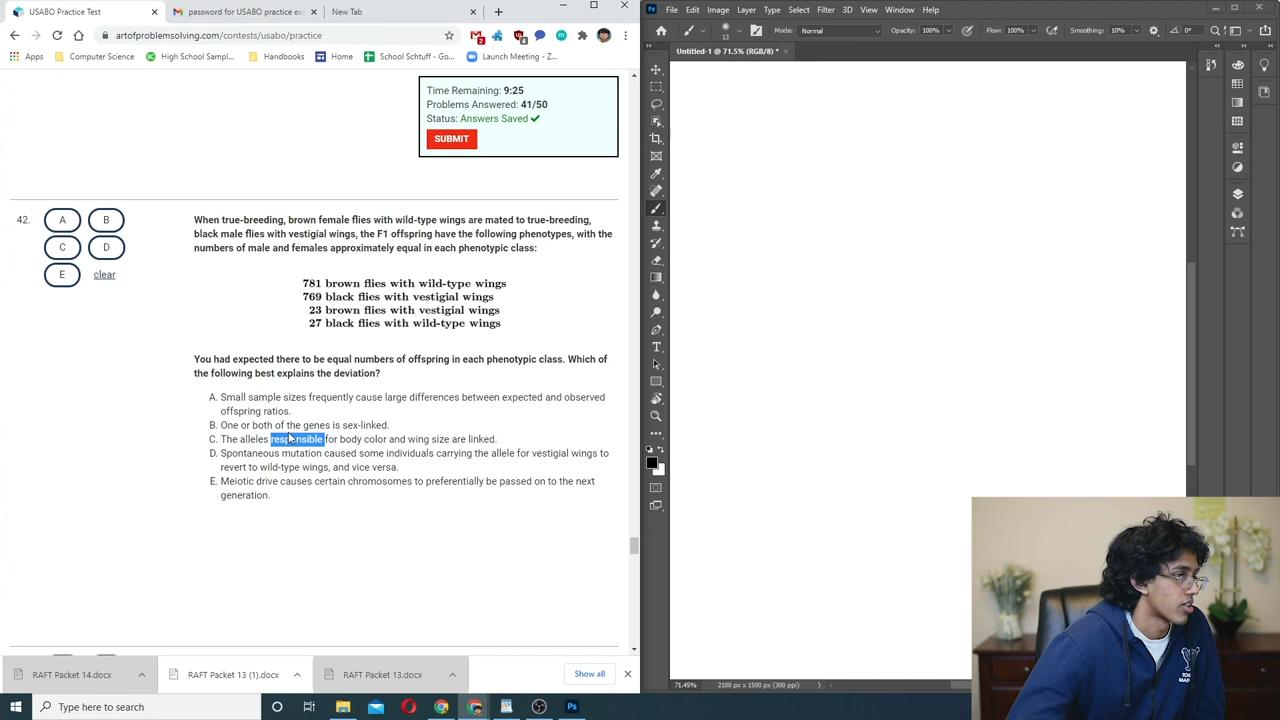 USABO Practice Test
password for USABO practice ex
New Tab
artofproblemsolving.com/contests/usabo/practice
Apps
Computer Science
High School Sampl...
Handbooks
Home
School Schtuff - Go...
Launch Meeting - Z...
Time Remaining: 9:25
Problems Answered: 41/50
Status: Answers Saved
SUBMIT
42.
A
B
C
D
E
clear
When true-breeding, brown female flies with wild-type wings are mated to true-breeding,
black male flies with vestigial wings, the F1 offspring have the following phenotypes, with the
numbers of male and females approximately equal in each phenotypic class:
781 brown flies with wild-type wings
769 black flies with vestigial wings
23 brown flies with vestigial wings
27 black flies with wild-type wings
You had expected there to be equal numbers of offspring in each phenotypic class. Which of
the following best explains the deviation?
A. Small sample sizes frequently cause large differences between expected and observed
offspring ratios.
B. One or both of the genes is sex-linked.
C. The alleles responsible for body color and wing size are linked.
D. Spontaneous mutation caused some individuals carrying the allele for vestigial wings to
revert to wild-type wings, and vice versa.
E. Meiotic drive causes certain chromosomes to preferentially be passed on to the next
generation.
RAFT Packet 14.docx
RAFT Packet 13 (1).docx
RAFT Packet 13.docx
Show all
Type here to search
Ps
File Edit Image Layer Type Select Filter 3D View Window Help
13
Mode: Normal
Opacity: 100%
Flow: 100%
Smoothing: 10%
0°
Untitled-1 @ 71.5% (RGB/8) *
71.45%
2100 px x 1500 px (300 ppi)